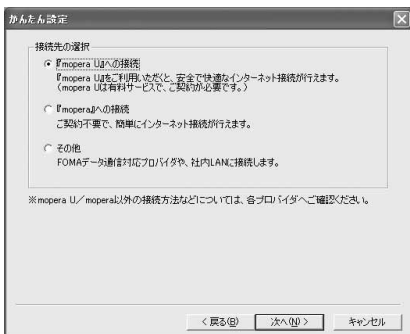 かんたん設定
接続先の選択
『mopera U』への接続
『mopera U』をご利用いただくと、安全で快適なインターネット接続が行えます。
(mopera Uは有料サービスで、ご契約が必要です。)
『mopera』への接続
ご契約不要で、簡単にインターネット接続が行えます。
その他
FOMAデータ通信対応プロバイダや、社内LANに接続します。
※mopera U/mopera以外の接続方法などについては、各プロバイダへご確認ください。
< 戻る(B)
次へ(N) >
キャンセル